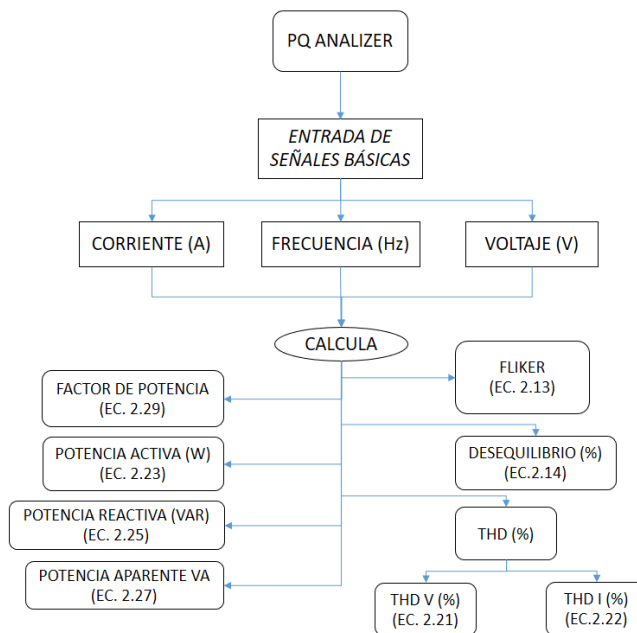 PQ ANALIZER
ENTRADA DE
SEÑALES BÁSICAS
CORRIENTE (A)
FRECUENCIA (Hz)
VOLTAJE (V)
CALCULA
FACTOR DE POTENCIA
(EC. 2.29)
POTENCIA ACTIVA (W)
(EC. 2.23)
POTENCIA REACTIVA (VAR)
(EC. 2.25)
POTENCIA APARENTE VA
(EC. 2.27)
FLIKER
(EC. 2.13)
DESEQUILIBRIO (%)
(EC.2.14)
THD (%)
THD V (%)
(EC. 2.21)
THD I (%)
(EC.2.22)